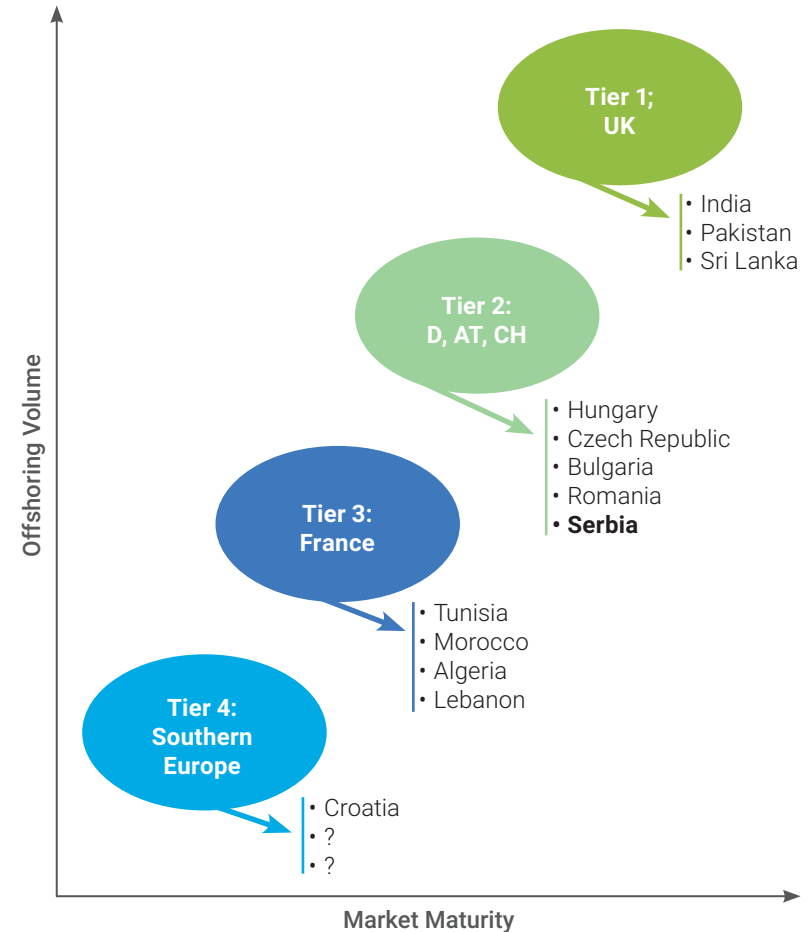 Tier 1;
UK
• India
• Pakistan
• Sri Lanka
Tier 2:
D, AT, CH
• Hungary
• Czech Republic
• Bulgaria
• Romania
• Serbia
Tier 3:
France
• Tunisia
• Morocco
• Algeria
• Lebanon
Tier 4:
Southern
Europe
• Croatia
• ?
• ?
Offshoring Volume
Market Maturity